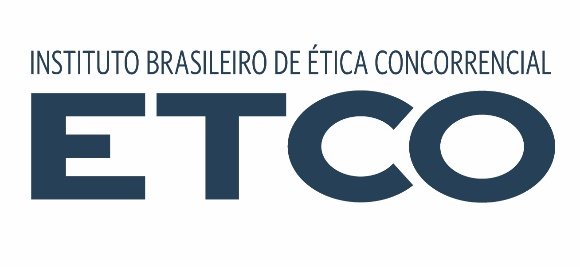 INSTITUTO BRASILEIRO DE ÉTICA CONCORRENCIAL
ETCO